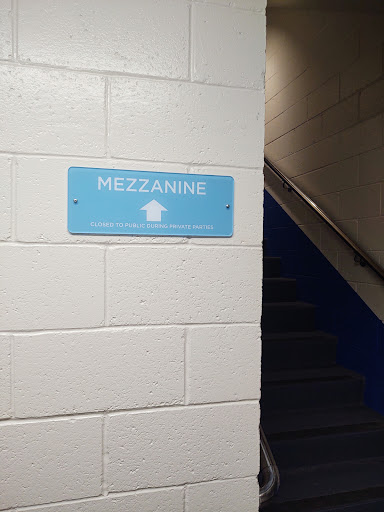 MEZZANINE
CLOSED TO PUBLIC DURING PRIVATE PARTIES